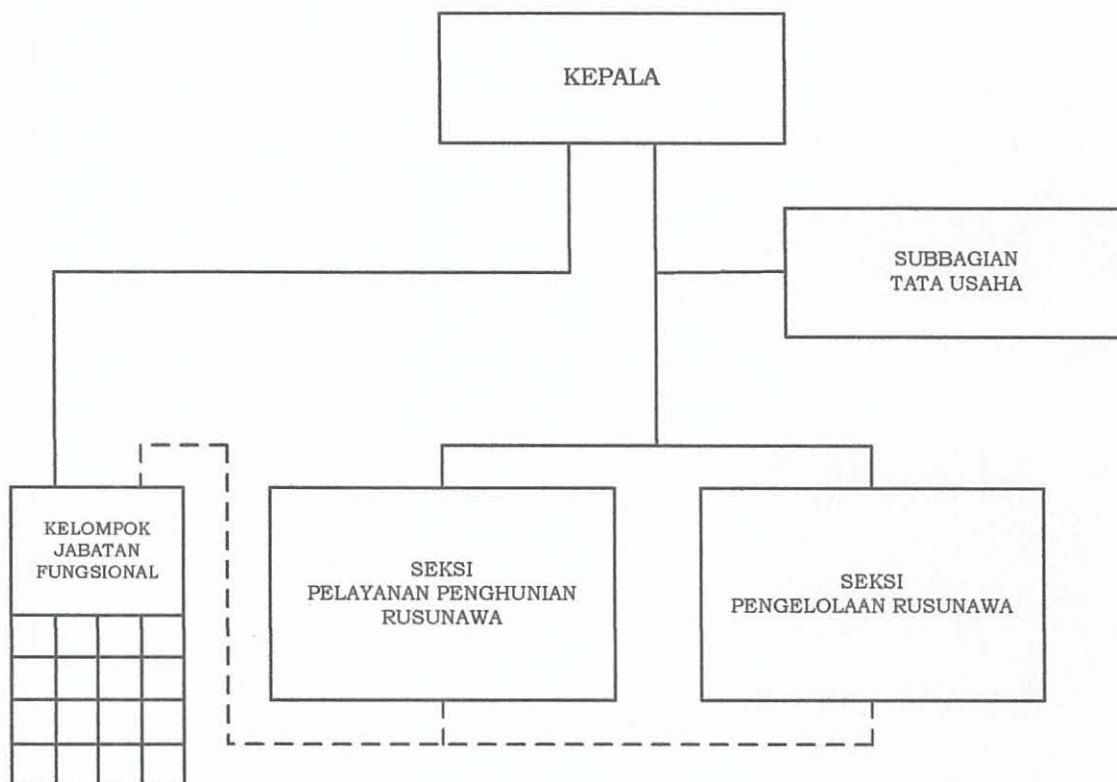 KEPALA
SUBBAGIAN
TATA USAHA
KELOMPOK
JABATAN
FUNGSIONAL
SEKSI
PELAYANAN PENGHUNIAN
RUSUNAWA
SEKSI
PENGELOLAAN RUSUNAWA